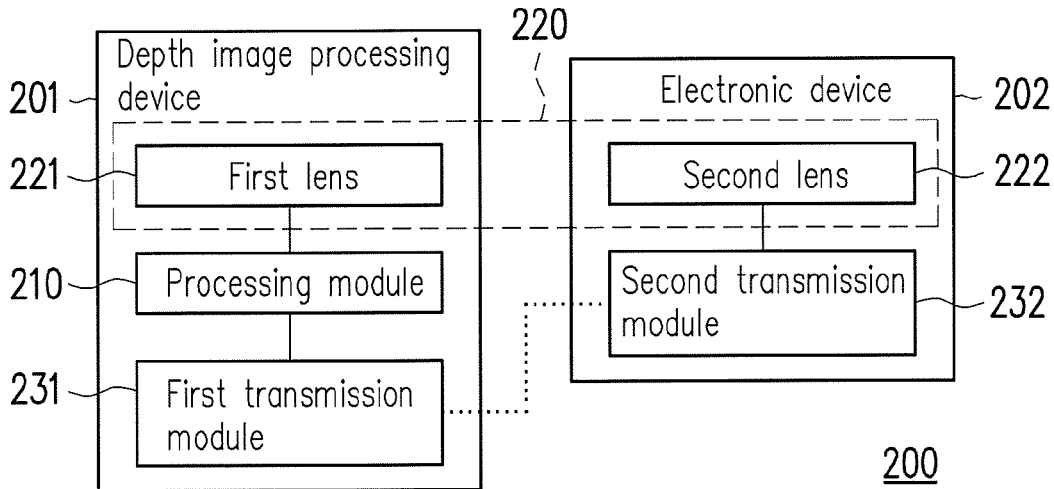 220
Depth image processing
device
201
Electronic device
202
221
First lens
Second lens
222
210
Processing module
Second transmission
module
232
231
First transmission
module
200